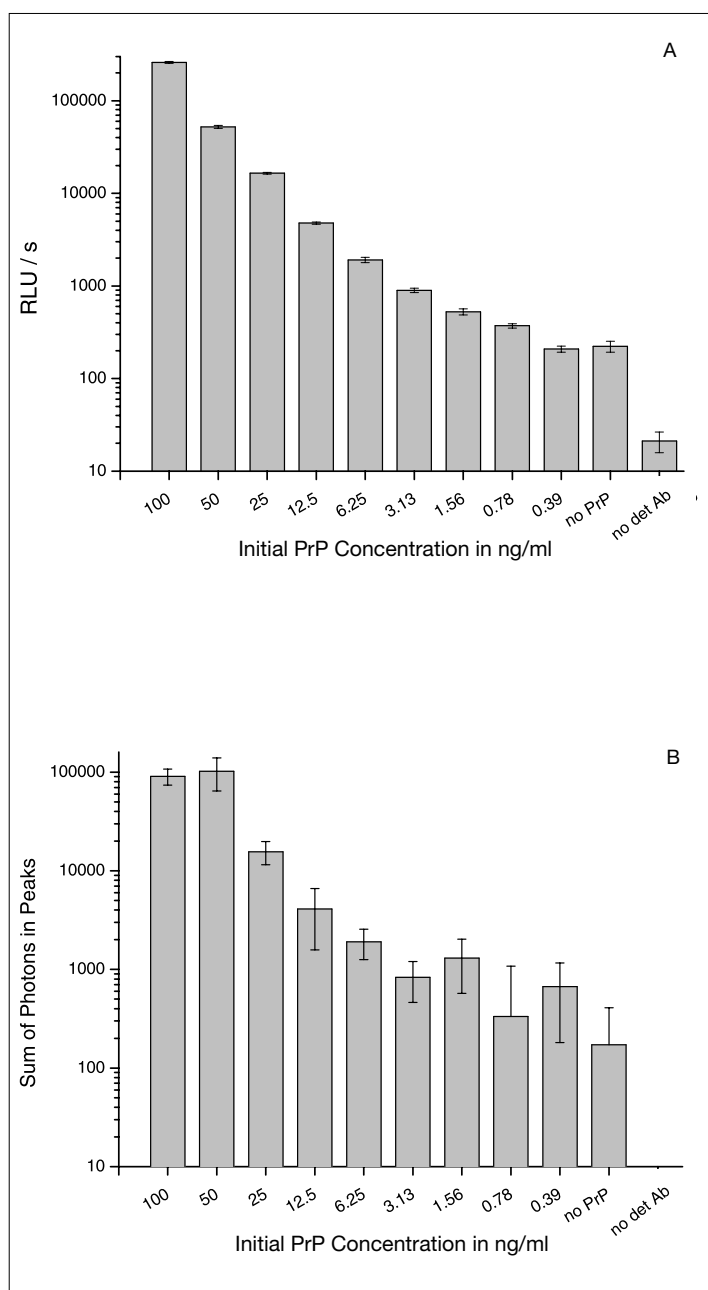 A
100000
10000
1000
100
10
RLU / s
100 50 25 12.5 6.25 3.13 1.56 0.78 0.39 no PrP no det Ab
Initial PrP Concentration in ng/ml
B
100000
10000
1000
100
10
Sum of Photons in Peaks
100 50 25 12.5 6.25 3.13 1.56 0.78 0.39 no PrP no det Ab
Initial PrP Concentration in ng/ml